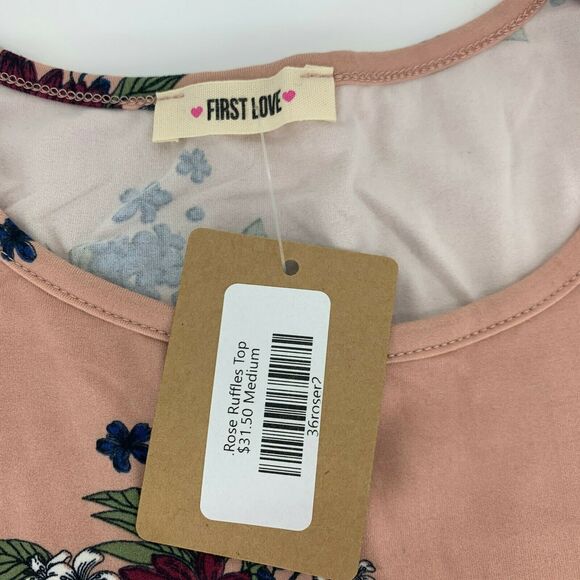 FIRST LOVE
.Rose Ruffles Top
$31.50 Medium
36roser2